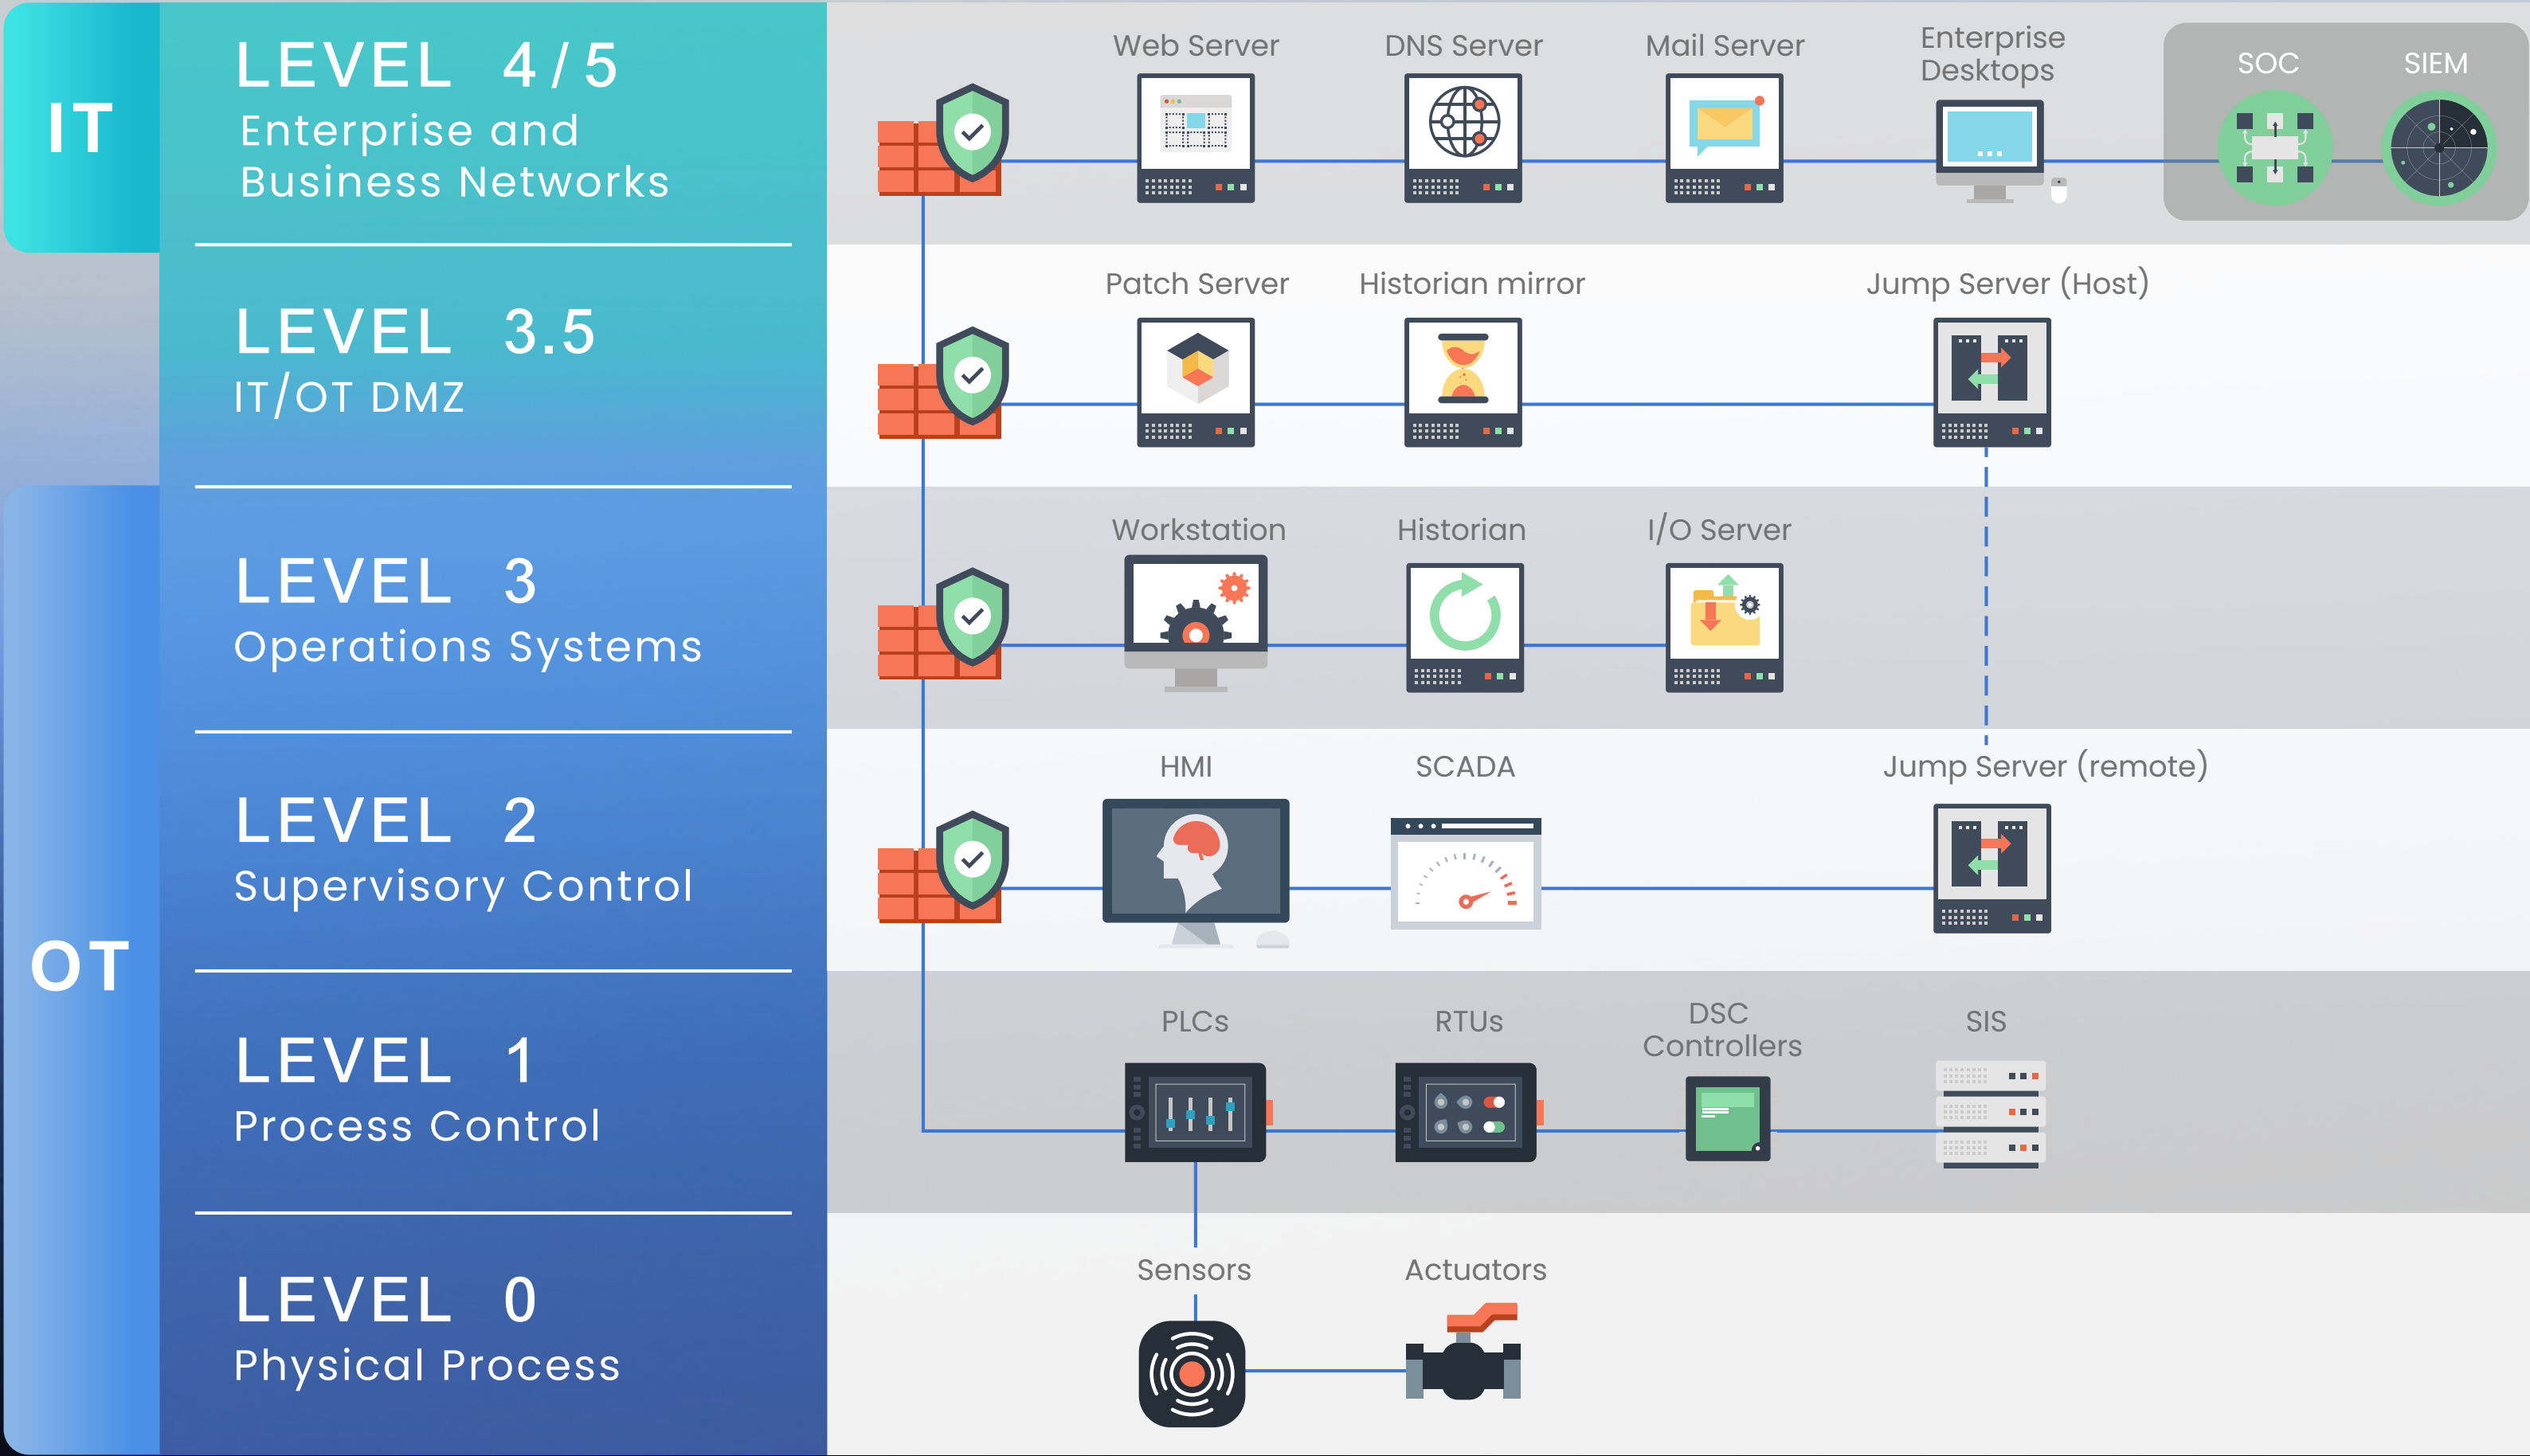 IT
LEVEL 4/5
Enterprise and
Business Networks
Web Server
DNS Server
Mail Server
Enterprise
Desktops
SOC
SIEM
LEVEL 3.5
IT/OT DMZ
Patch Server
Historian mirror
Jump Server (Host)
OT
LEVEL 3
Operations Systems
Workstation
Historian
I/O Server
LEVEL 2
Supervisory Control
HMI
SCADA
Jump Server (remote)
LEVEL 1
Process Control
PLCs
RTUs
DSC
Controllers
SIS
LEVEL 0
Physical Process
Sensors
Actuators